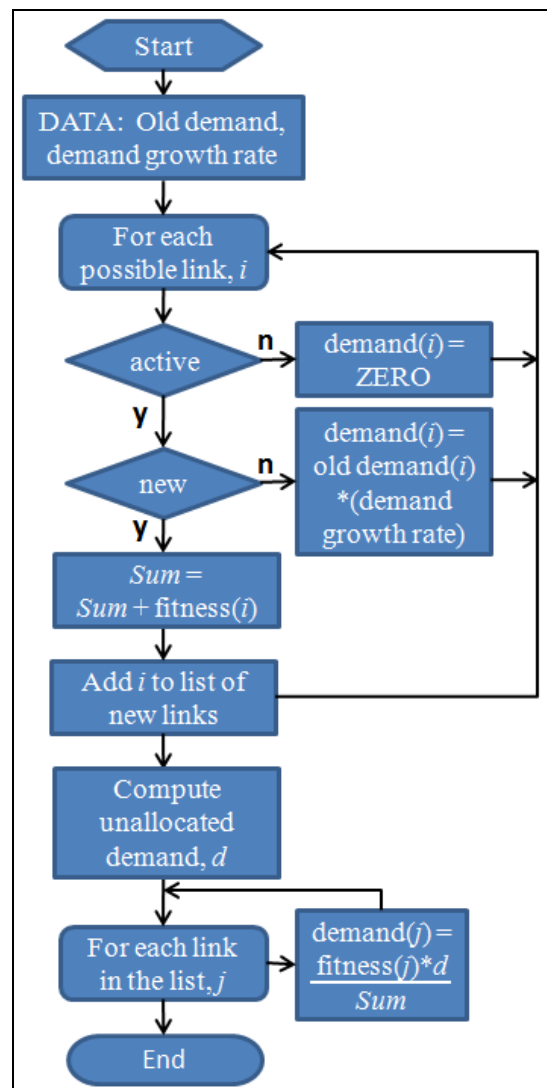 Start
DATA: Old demand,
demand growth rate
For each
possible link, i
active
n
demand(i) =
ZERO
y
new
n
demand(i) =
old demand(i)
*(demand
growth rate)
y
Sum =
Sum + fitness(i)
Add i to list of
new links
Compute
unallocated
demand, d
For each link
in the list, j
demand(j) =
fitness(j)*d
Sum
End